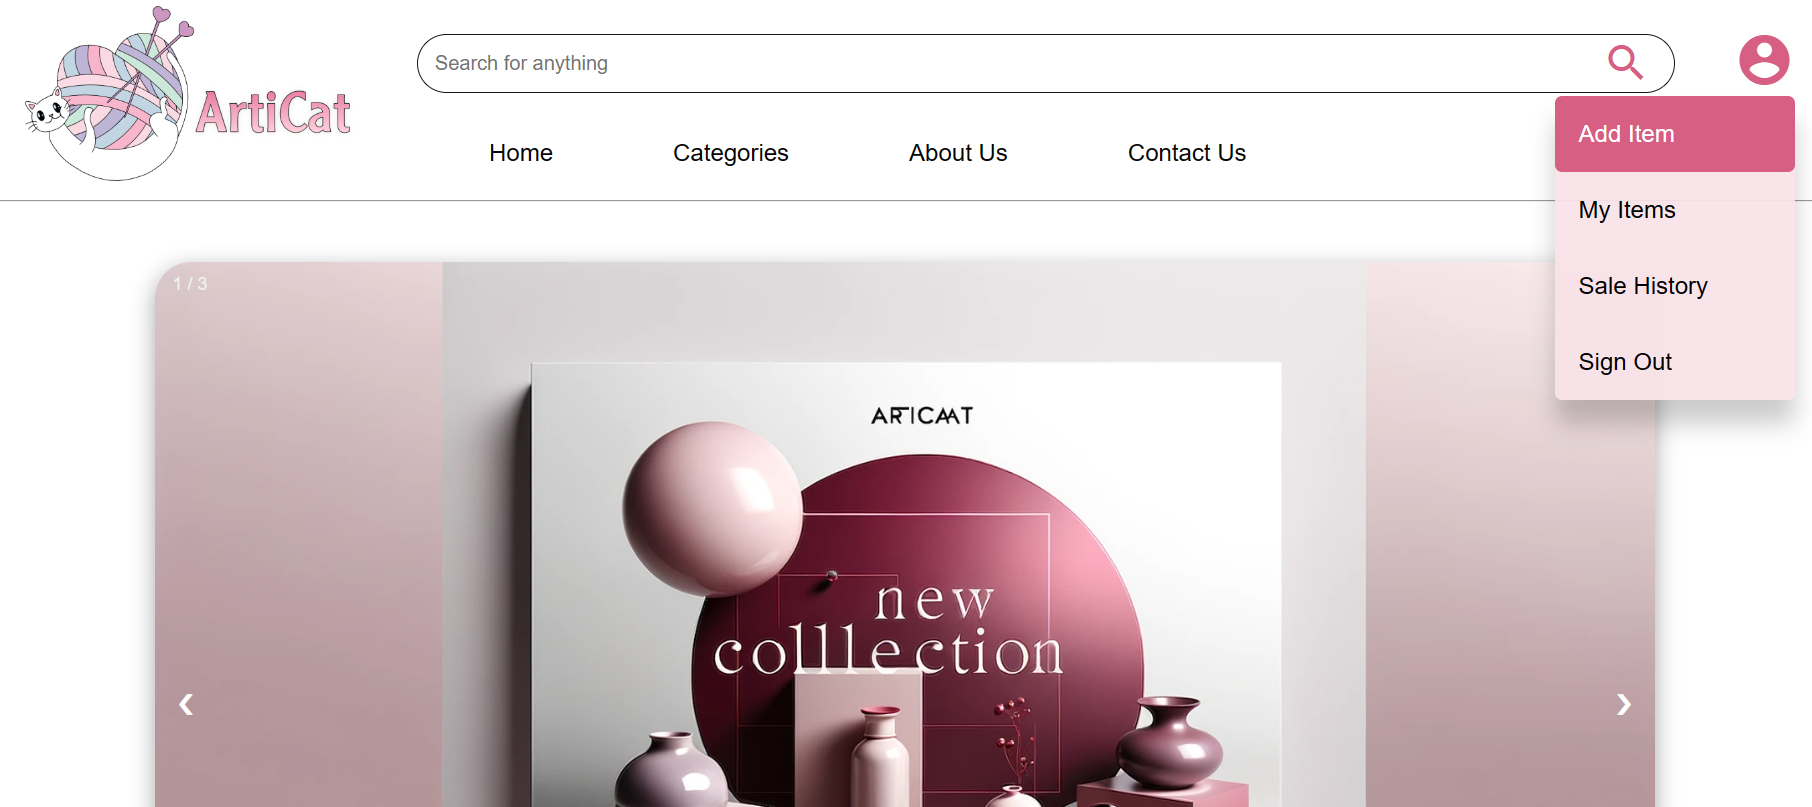 ArtiCat
Search for anything
Home
Categories
About Us
Contact Us
Add Item
My Items
Sale History
Sign Out
1 / 3
ARTICAAT
new
colllection